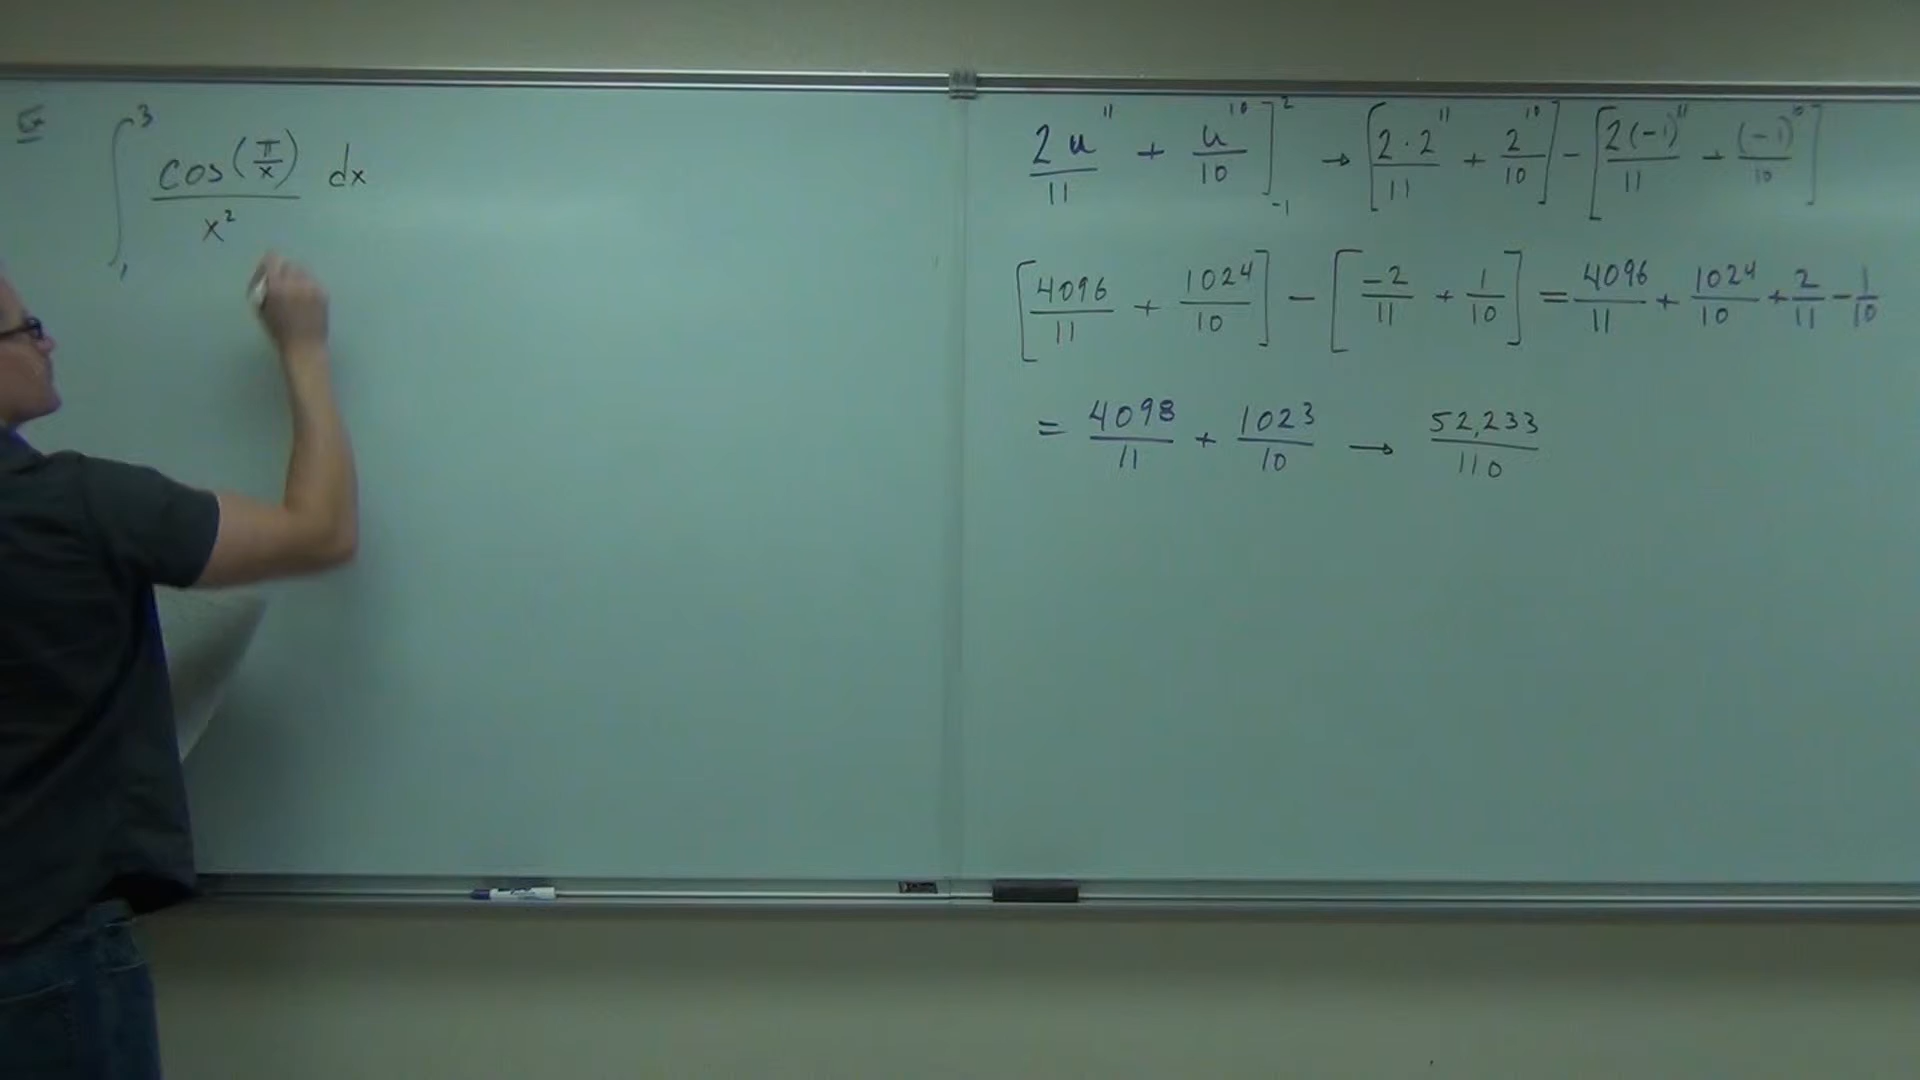 Ex ∫₁³ cos(π/x)/x² dx
2u¹¹/11 + u¹⁰/10 ]₋₁² → [2·2¹¹/11 + 2¹⁰/10] - [2(-1)¹¹/11 + (-1)¹⁰/10]
[4096/11 + 1024/10] - [-2/11 + 1/10] = 4096/11 + 1024/10 + 2/11 - 1/10
= 4098/11 + 1023/10 → 52,233/110